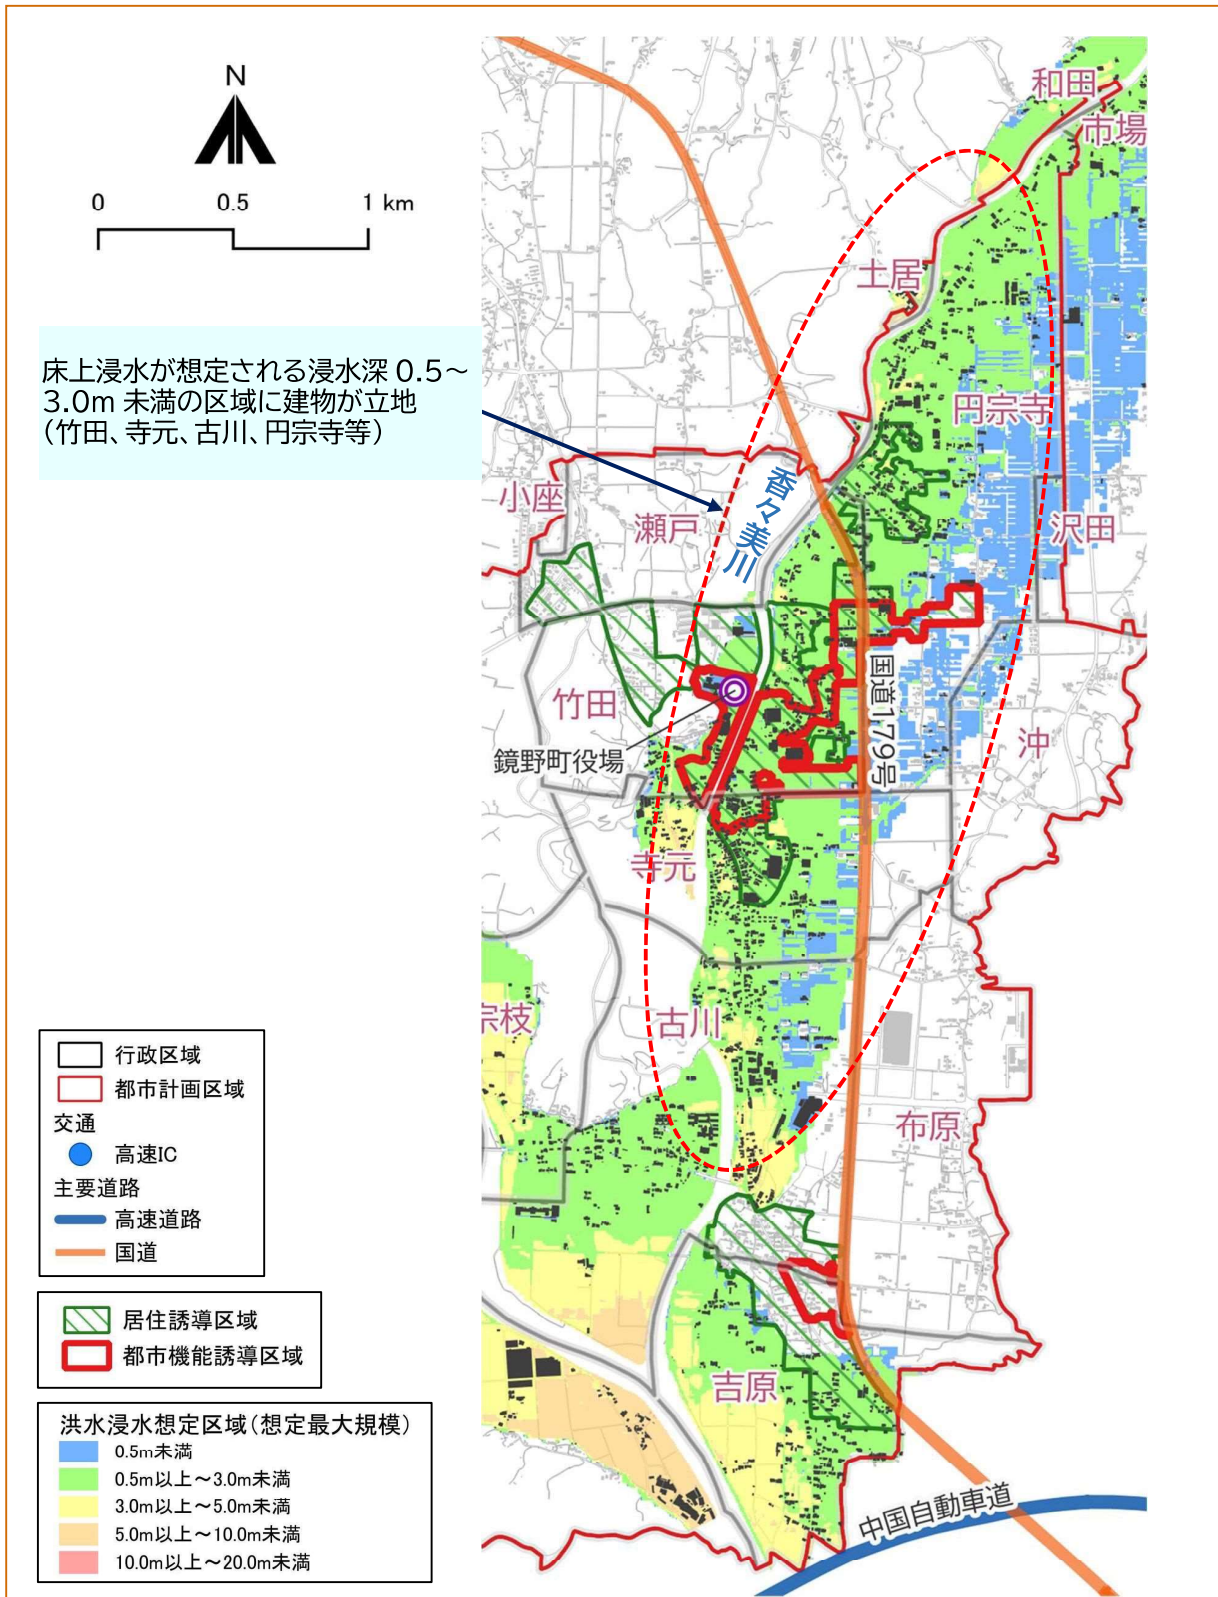 N
0 0.5 1 km
床上浸水が想定される浸水深 0.5～
3.0m 未満の区域に建物が立地
（竹田、寺元、古川、円宗寺等）
和田
市場
土居
円宗寺
香々美川
小座
瀬戸
沢田
竹田
国道179号
沖
鏡野町役場
寺元
宗枝
古川
布原
吉原
中国自動車道
行政区域
都市計画区域
交通
高速IC
主要道路
高速道路
国道
居住誘導区域
都市機能誘導区域
洪水浸水想定区域（想定最大規模）
0.5m未満
0.5m以上～3.0m未満
3.0m以上～5.0m未満
5.0m以上～10.0m未満
10.0m以上～20.0m未満